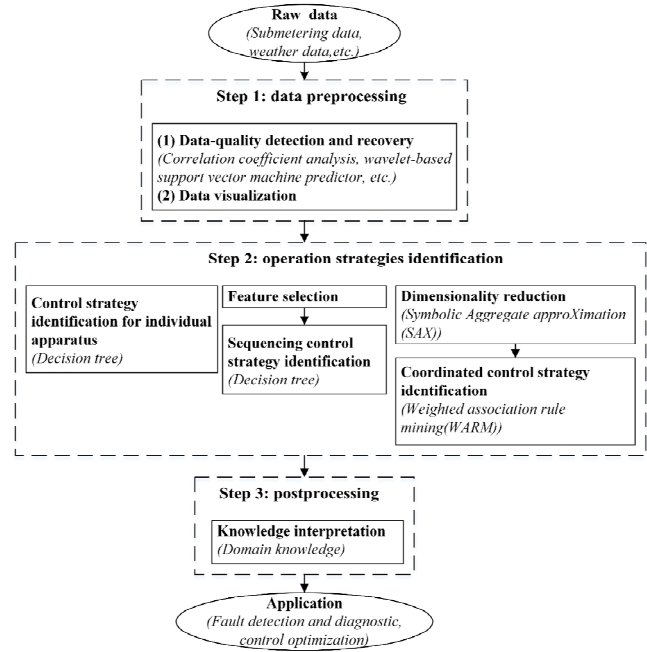 Raw data
(Submetering data,
weather data,etc.)
Step 1: data preprocessing
(1) Data-quality detection and recovery
(Correlation coefficient analysis, wavelet-based
support vector machine predictor, etc.)
(2) Data visualization
Step 2: operation strategies identification
Control strategy
identification for individual
apparatus
(Decision tree)
Feature selection
Sequencing control
strategy identification
(Decision tree)
Dimensionality reduction
(Symbolic Aggregate approXimation
(SAX))
Coordinated control strategy
identification
(Weighted association rule
mining(WARM))
Step 3: postprocessing
Knowledge interpretation
(Domain knowledge)
Application
(Fault detection and diagnostic,
control optimization)